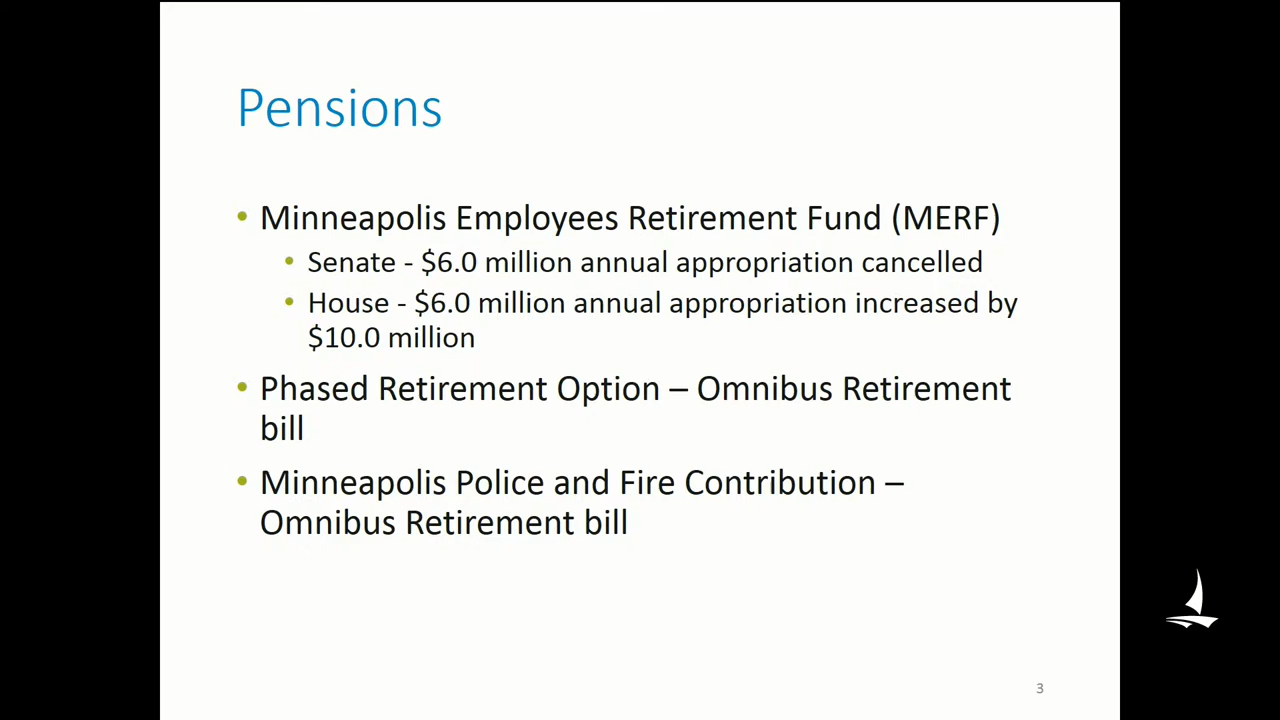 Pensions
• Minneapolis Employees Retirement Fund (MERF)
• Senate - $6.0 million annual appropriation cancelled
• House - $6.0 million annual appropriation increased by
$10.0 million
• Phased Retirement Option – Omnibus Retirement
bill
• Minneapolis Police and Fire Contribution –
Omnibus Retirement bill
3